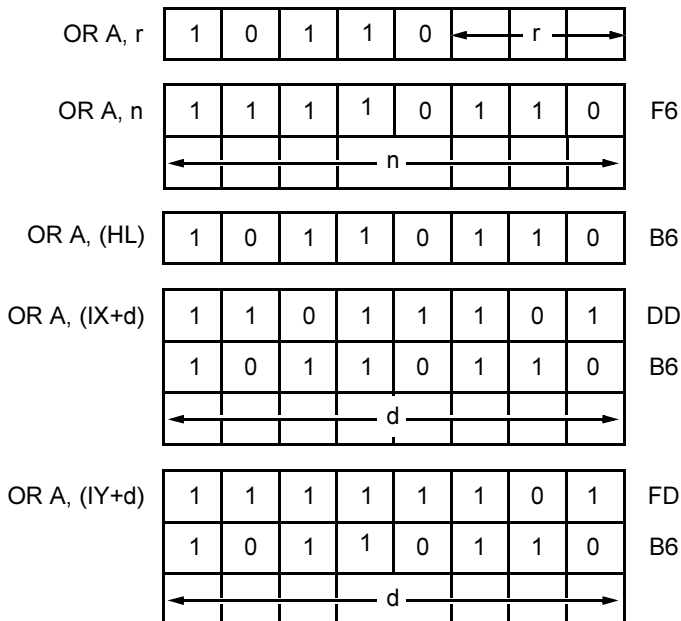 OR A, r 1 0 1 1 0 r
OR A, n 1 1 1 1 0 1 1 0 F6
n
OR A, (HL) 1 0 1 1 0 1 1 0 B6
OR A, (IX+d) 1 1 0 1 1 1 0 1 DD
1 0 1 1 0 1 1 0 B6
d
OR A, (IY+d) 1 1 1 1 1 1 0 1 FD
1 0 1 1 0 1 1 0 B6
d